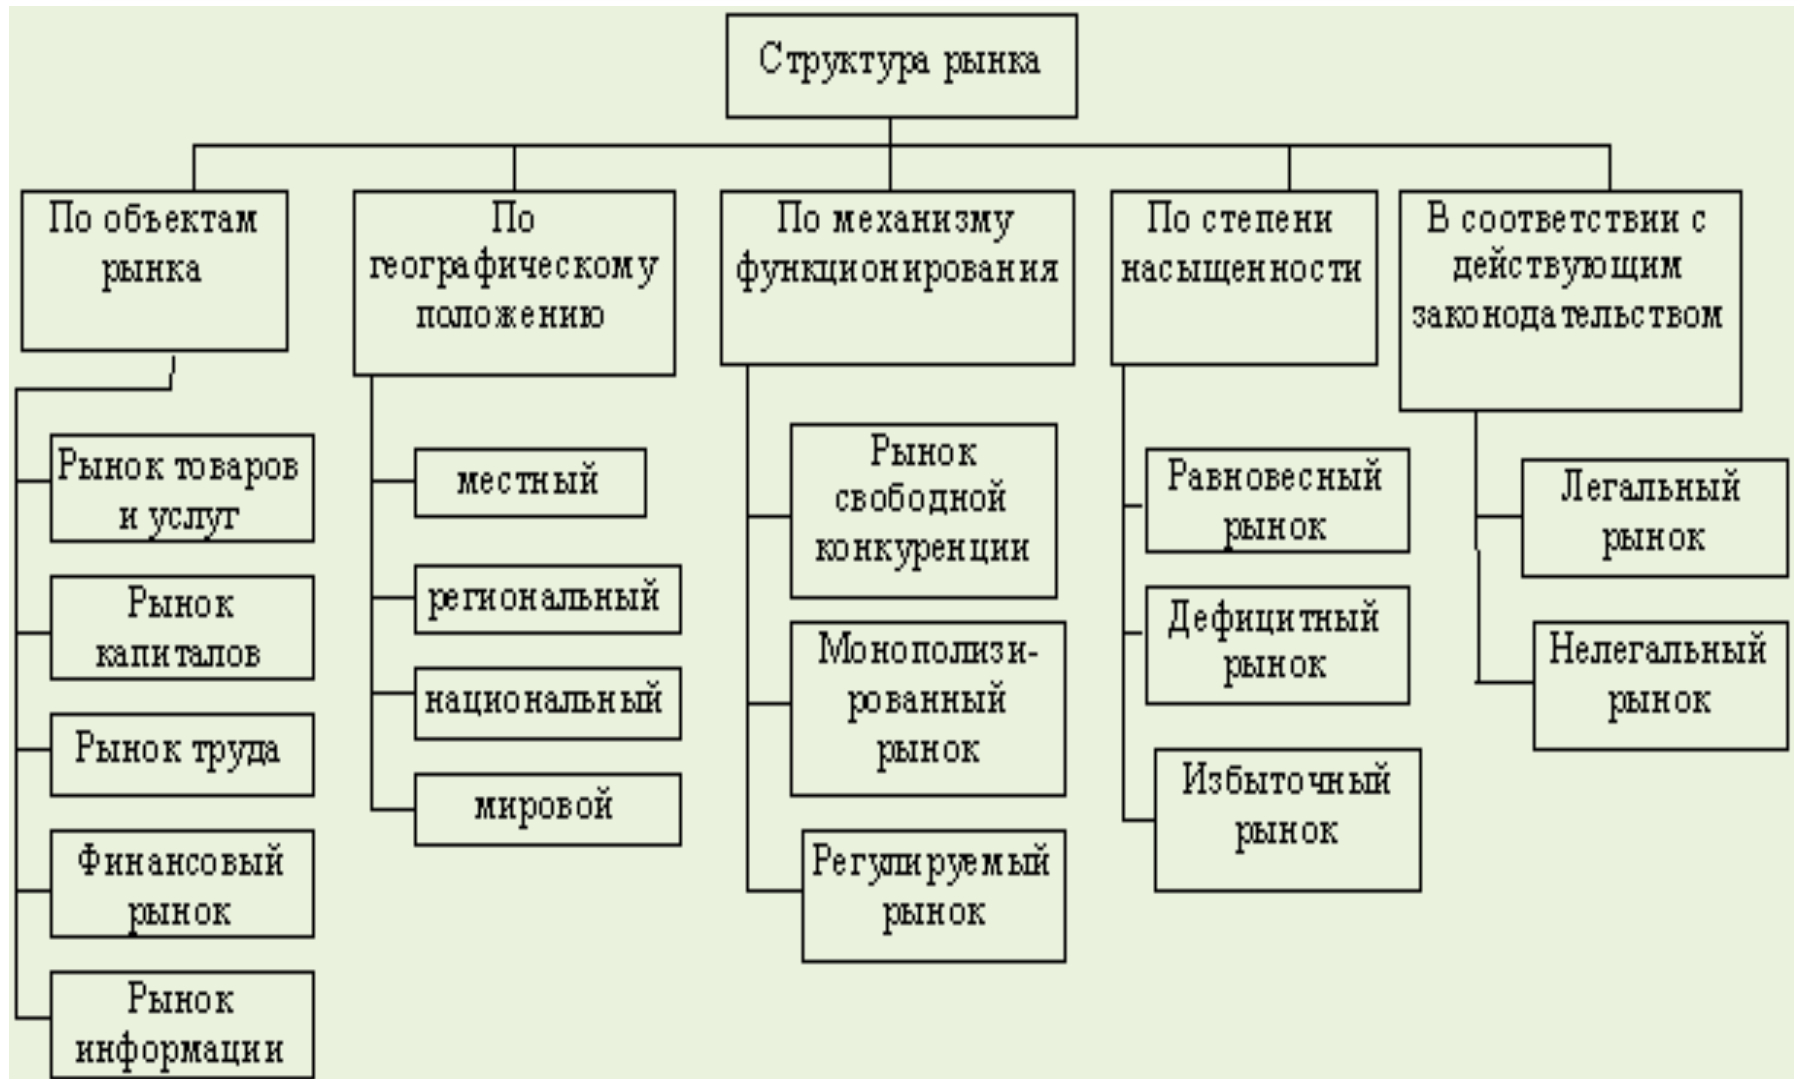 Структура рынка
По объектам
рынка
Рынок товаров
и услуг
Рынок
капиталов
Рынок труда
Финансовый
рынок
Рынок
информации
По
географическому
положению
местный
региональный
национальный
мировой
По механизму
функционирования
Рынок
свободной
конкуренции
Монополизи-
рованный
рынок
Регулируемый
рынок
По степени
насыщенности
Равновесный
рынок
Дефицитный
рынок
Избыточный
рынок
В соответствии с
действующим
законодательством
Легальный
рынок
Нелегальный
рынок